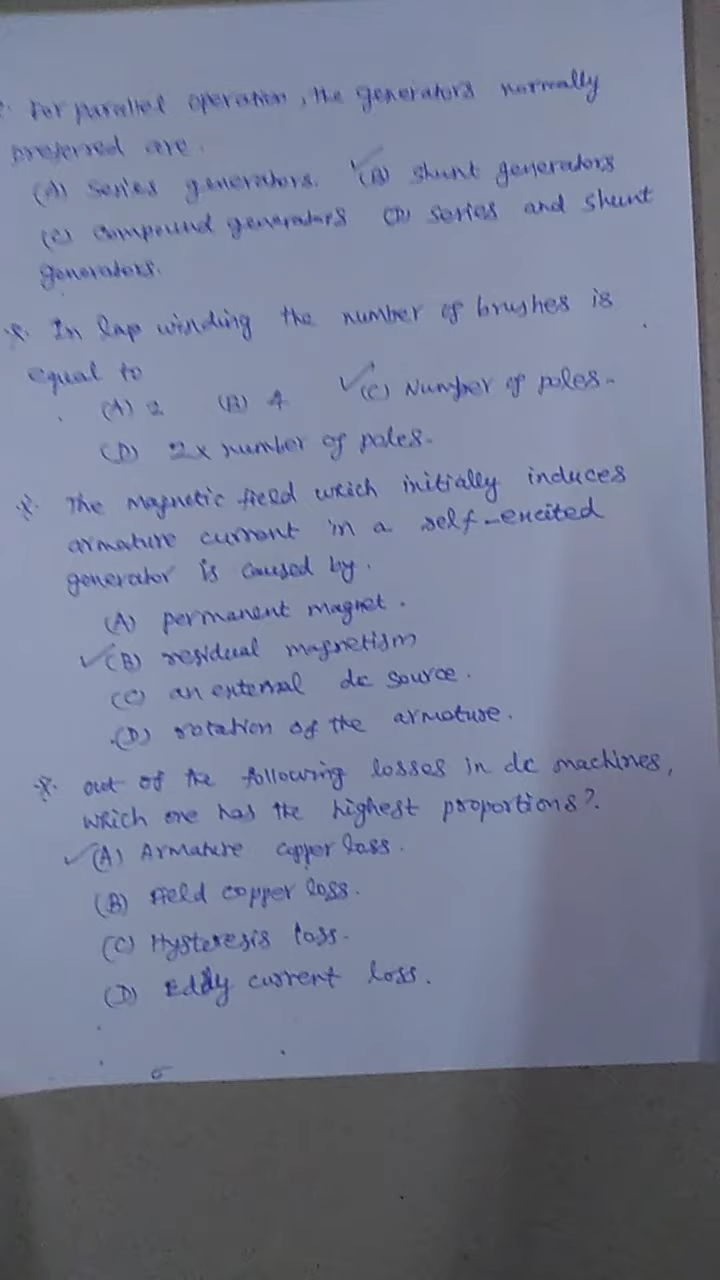 For parallel operation, the generators normally
preferred are.
(A) series generators. ✓(B) shunt generators
(C) compound generators (D) series and shunt
generators.
* In lap winding the number of brushes is
equal to
(A) 2 (B) 4 ✓(C) Number of poles.
(D) 2x number of poles.
* The magnetic field which initially induces
armature current in a self-excited
generator is caused by.
(A) permanent magnet.
✓(B) residual magnetism
(C) an external dc source.
(D) rotation of the armature.
* out of the following losses in dc machines,
which one has the highest proportions?.
✓(A) Armature copper loss.
(B) Field copper loss.
(C) Hysteresis loss.
(D) Eddy current loss.